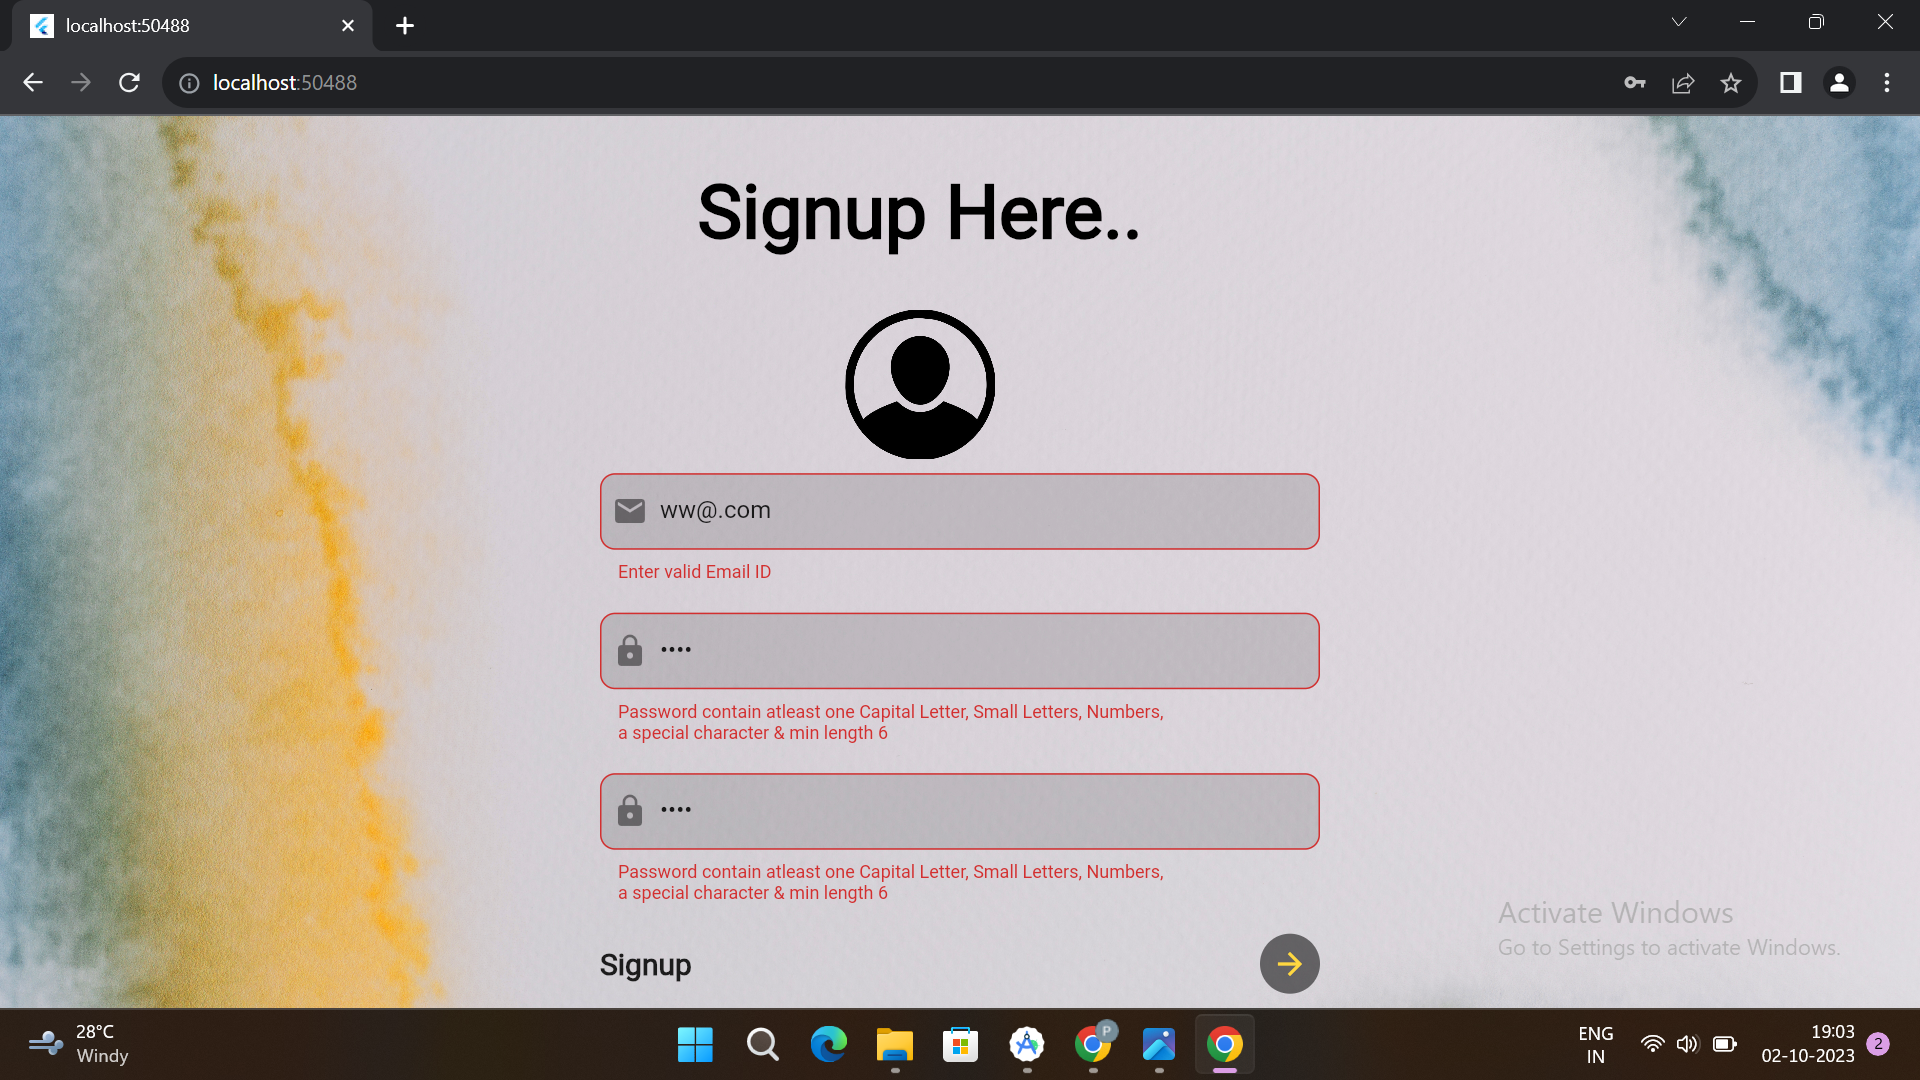 localhost:50488
localhost:50488
Signup Here..
ww@.com
Enter valid Email ID
••••
Password contain atleast one Capital Letter, Small Letters, Numbers,
a special character & min length 6
••••
Password contain atleast one Capital Letter, Small Letters, Numbers,
a special character & min length 6
Signup
Activate Windows
Go to Settings to activate Windows.
28°C
Windy
P
ENG
IN
19:03
02-10-2023
2